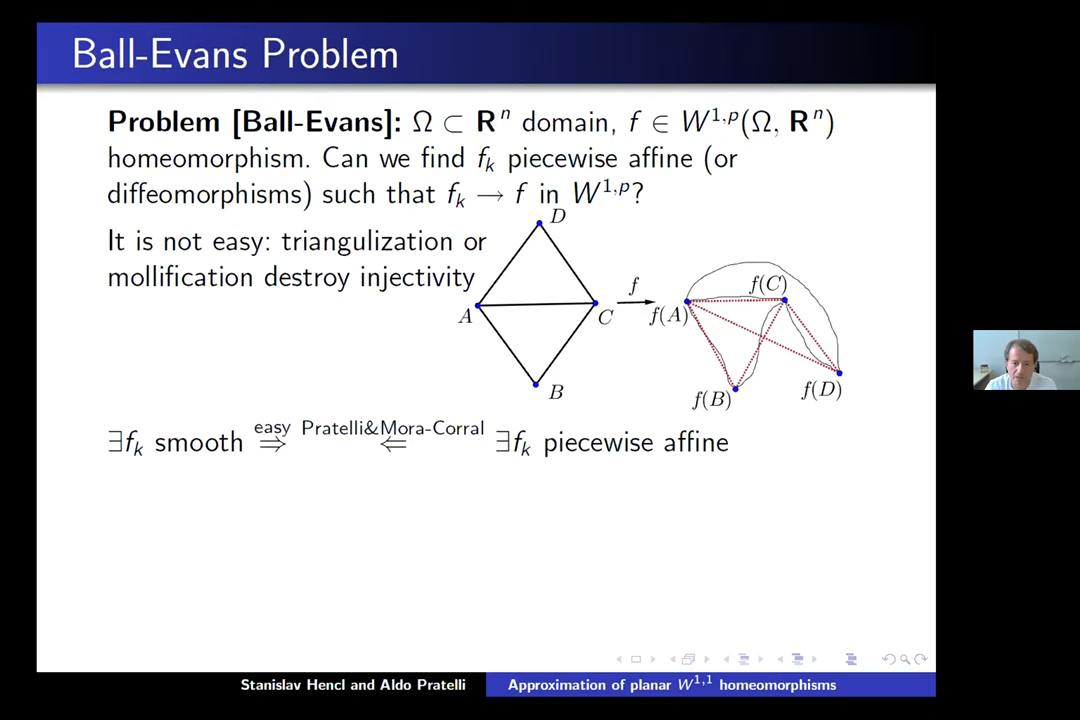 Ball-Evans Problem
Problem [Ball-Evans]: Ω ⊂ Rⁿ domain, f ∈ W^{1,p}(Ω, Rⁿ)
homeomorphism. Can we find f_k piecewise affine (or
diffeomorphisms) such that f_k → f in W^{1,p}?
It is not easy: triangulization or
mollification destroy injectivity
D
A
C
B
f
f(C)
f(A)
f(B)
f(D)
∃f_k smooth easy ⇒ Pratelli&Mora-Corral ⇐ ∃f_k piecewise affine
Stanislav Hencl and Aldo Pratelli
Approximation of planar W^{1,1} homeomorphisms